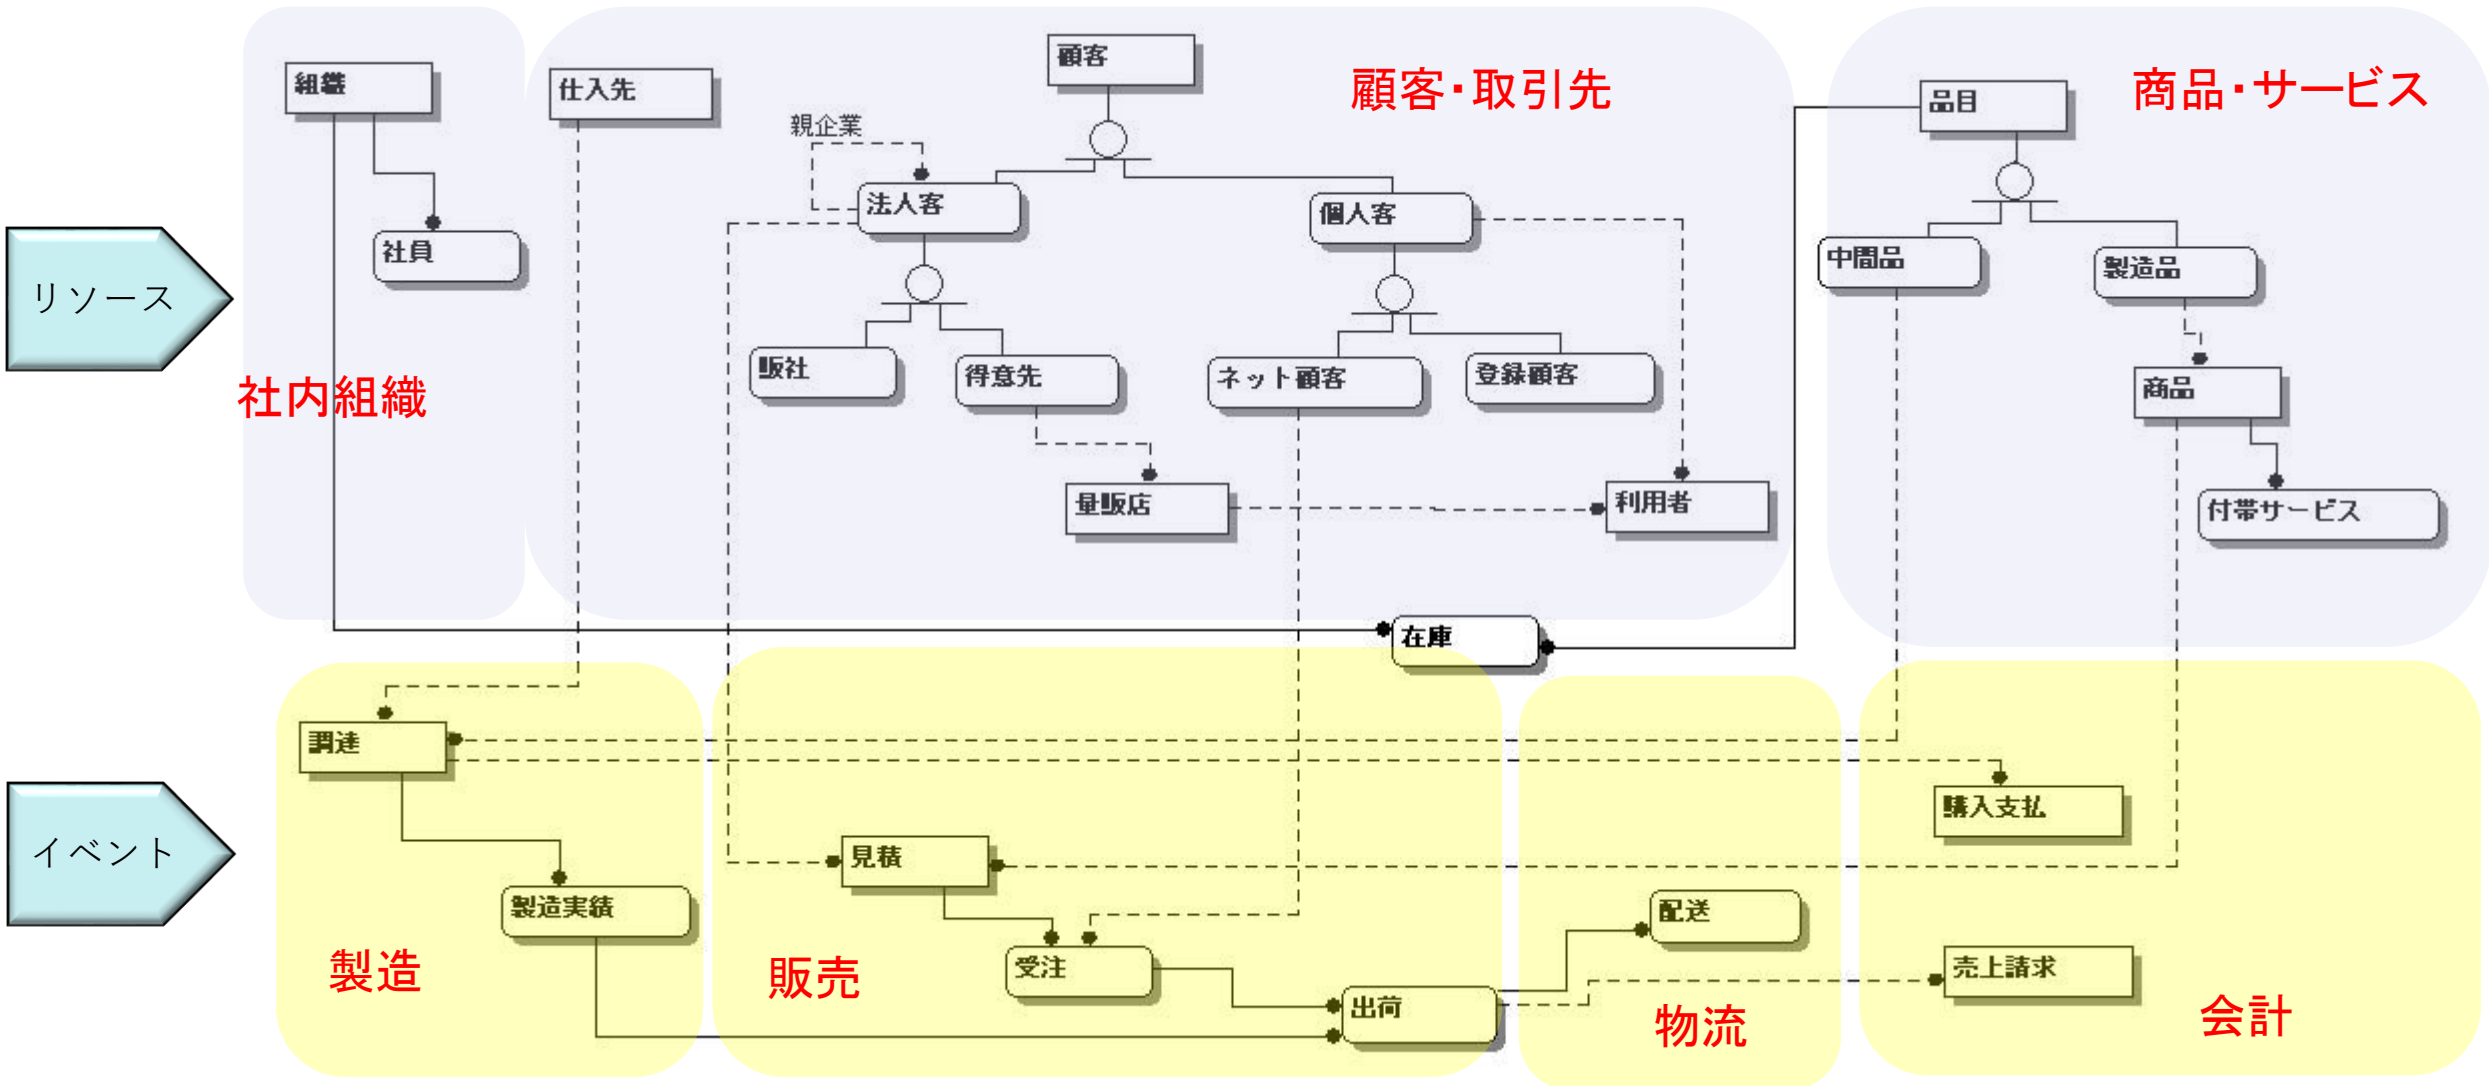 顧客
組織
仕入先
顧客・取引先
品目
商品・サービス
親企業
法人客
個人客
社員
中間品
製造品
リソース
販社
得意先
ネット顧客
登録顧客
商品
社内組織
量販店
利用者
付帯サービス
在庫
調達
購入支払
イベント
見積
製造実績
配送
受注
売上請求
製造
販売
出荷
物流
会計